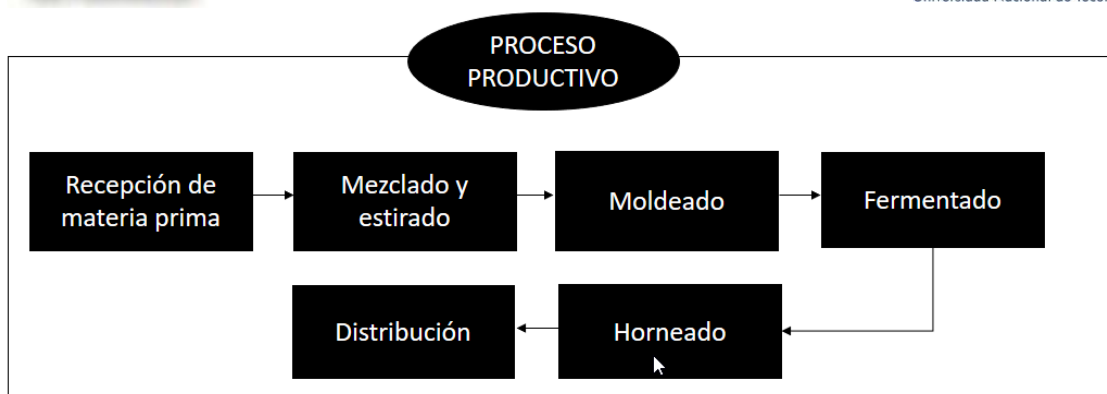 PROCESO
PRODUCTIVO
Recepción de
materia prima
Mezclado y
estirado
Moldeado
Fermentado
Distribución
Horneado